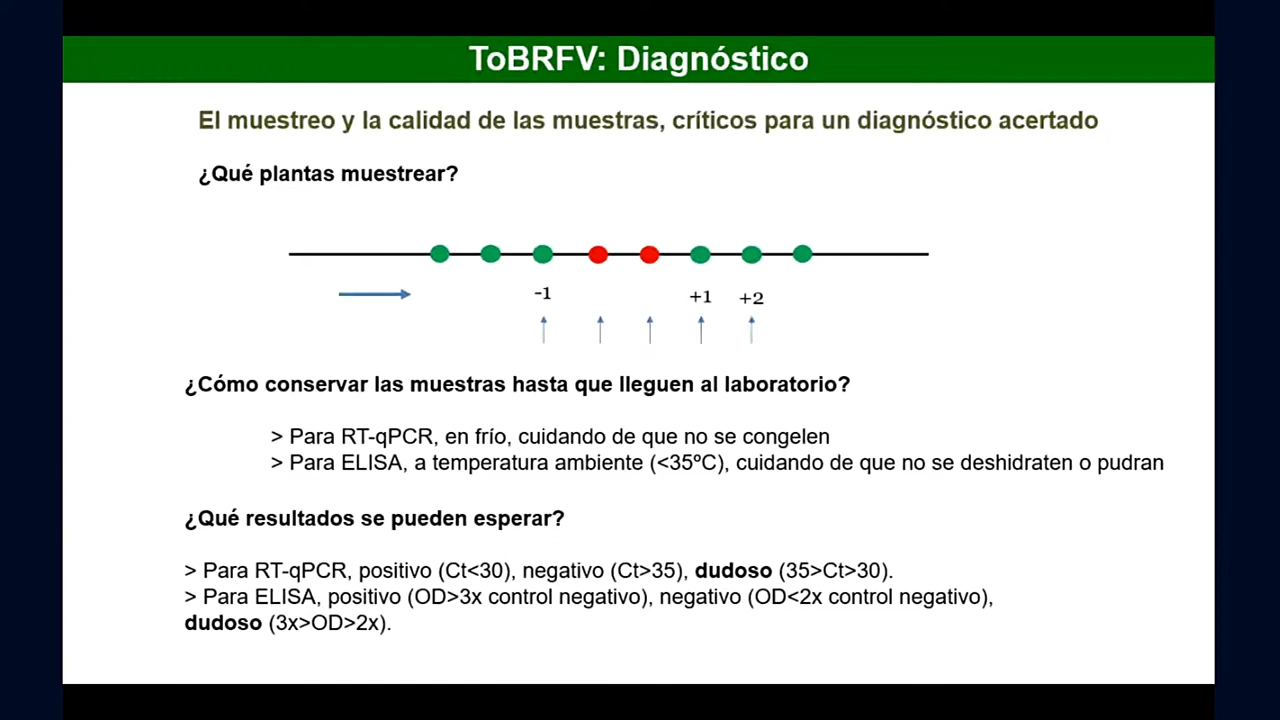 ToBRFV: Diagnóstico
El muestreo y la calidad de las muestras, críticos para un diagnóstico acertado
¿Qué plantas muestrear?
-1
+1
+2
¿Cómo conservar las muestras hasta que lleguen al laboratorio?
> Para RT-qPCR, en frío, cuidando de que no se congelen
> Para ELISA, a temperatura ambiente (<35ºC), cuidando de que no se deshidraten o pudran
¿Qué resultados se pueden esperar?
> Para RT-qPCR, positivo (Ct<30), negativo (Ct>35), dudoso (35>Ct>30).
> Para ELISA, positivo (OD>3x control negativo), negativo (OD<2x control negativo),
dudoso (3x>OD>2x).